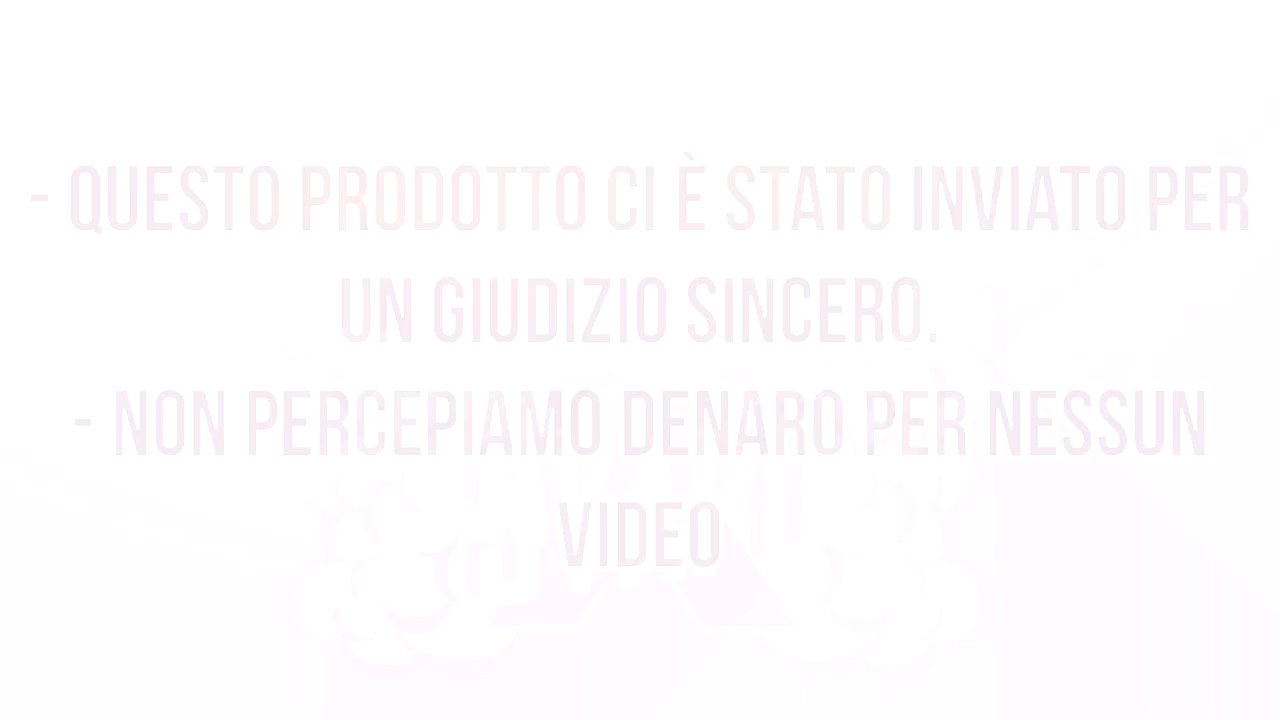 - QUESTO PRODOTTO CI È STATO INVIATO PER
UN GIUDIZIO SINCERO.
- NON PERCEPIAMO DENARO PER NESSUN
VIDEO